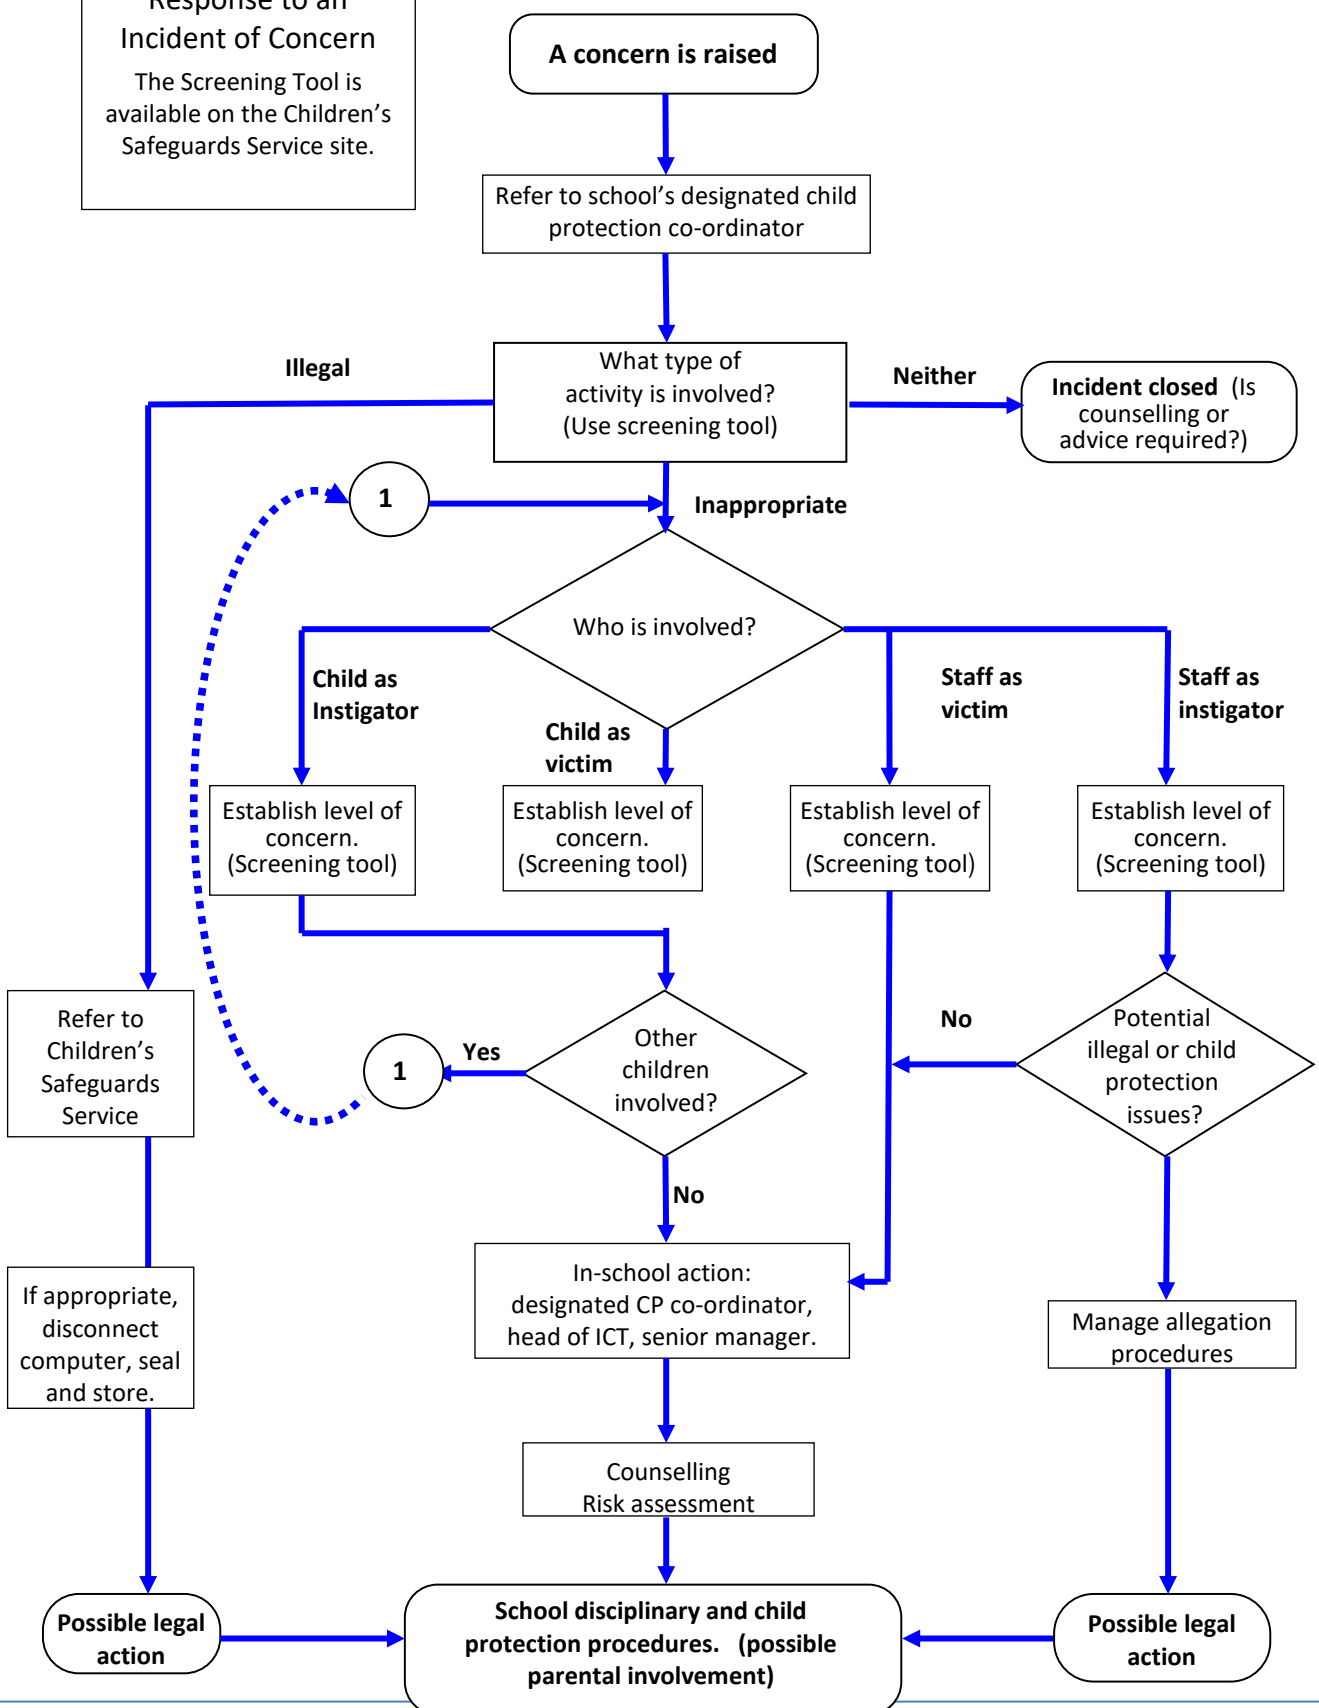 Response to an
Incident of Concern
The Screening Tool is
available on the Children’s
Safeguards Service site.
A concern is raised
Refer to school’s designated child
protection co-ordinator
What type of
activity is involved?
(Use screening tool)
Illegal
Neither
Incident closed (Is
counselling or
advice required?)
1
Inappropriate
Who is involved?
Child as
Instigator
Child as
victim
Staff as
victim
Staff as
instigator
Establish level of
concern.
(Screening tool)
Establish level of
concern.
(Screening tool)
Establish level of
concern.
(Screening tool)
Establish level of
concern.
(Screening tool)
Refer to
Children’s
Safeguards
Service
1
Yes
Other
children
involved?
No
Potential
illegal or child
protection
issues?
No
If appropriate,
disconnect
computer, seal
and store.
In-school action:
designated CP co-ordinator,
head of ICT, senior manager.
Manage allegation
procedures
Counselling
Risk assessment
Possible legal
action
School disciplinary and child
protection procedures. (possible
parental involvement)
Possible legal
action